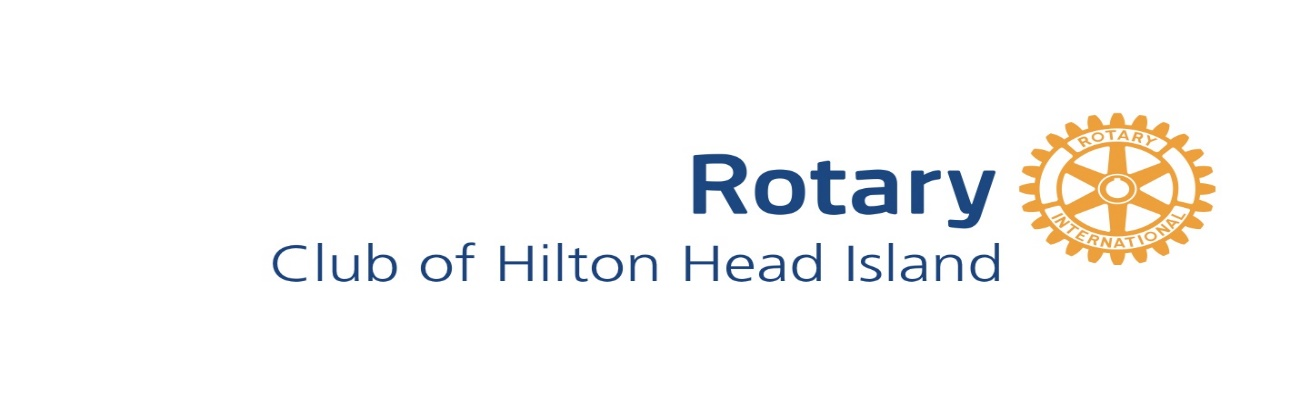 Rotary
Club of Hilton Head Island
ROTARY
INTERNATIONAL